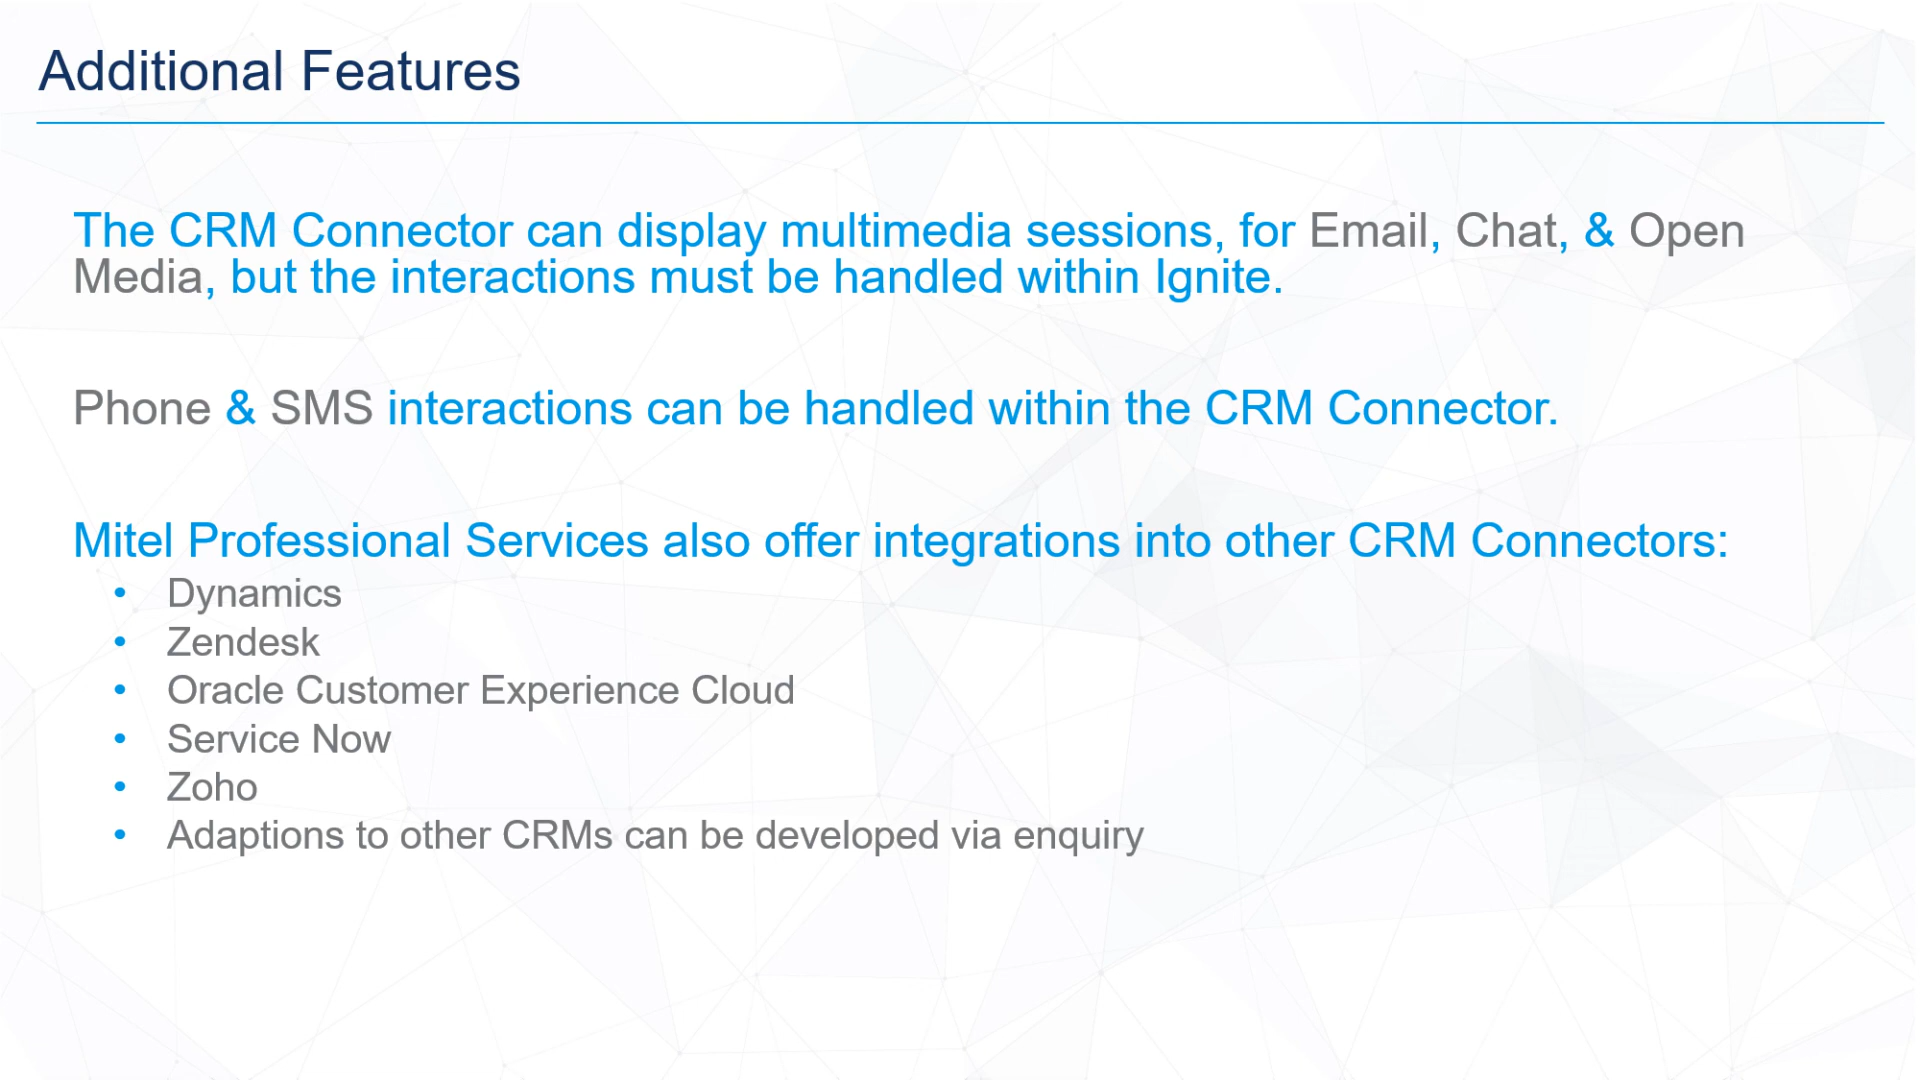 Additional Features
The CRM Connector can display multimedia sessions, for Email, Chat, & Open
Media, but the interactions must be handled within Ignite.
Phone & SMS interactions can be handled within the CRM Connector.
Mitel Professional Services also offer integrations into other CRM Connectors:
• Dynamics
• Zendesk
• Oracle Customer Experience Cloud
• Service Now
• Zoho
• Adaptions to other CRMs can be developed via enquiry